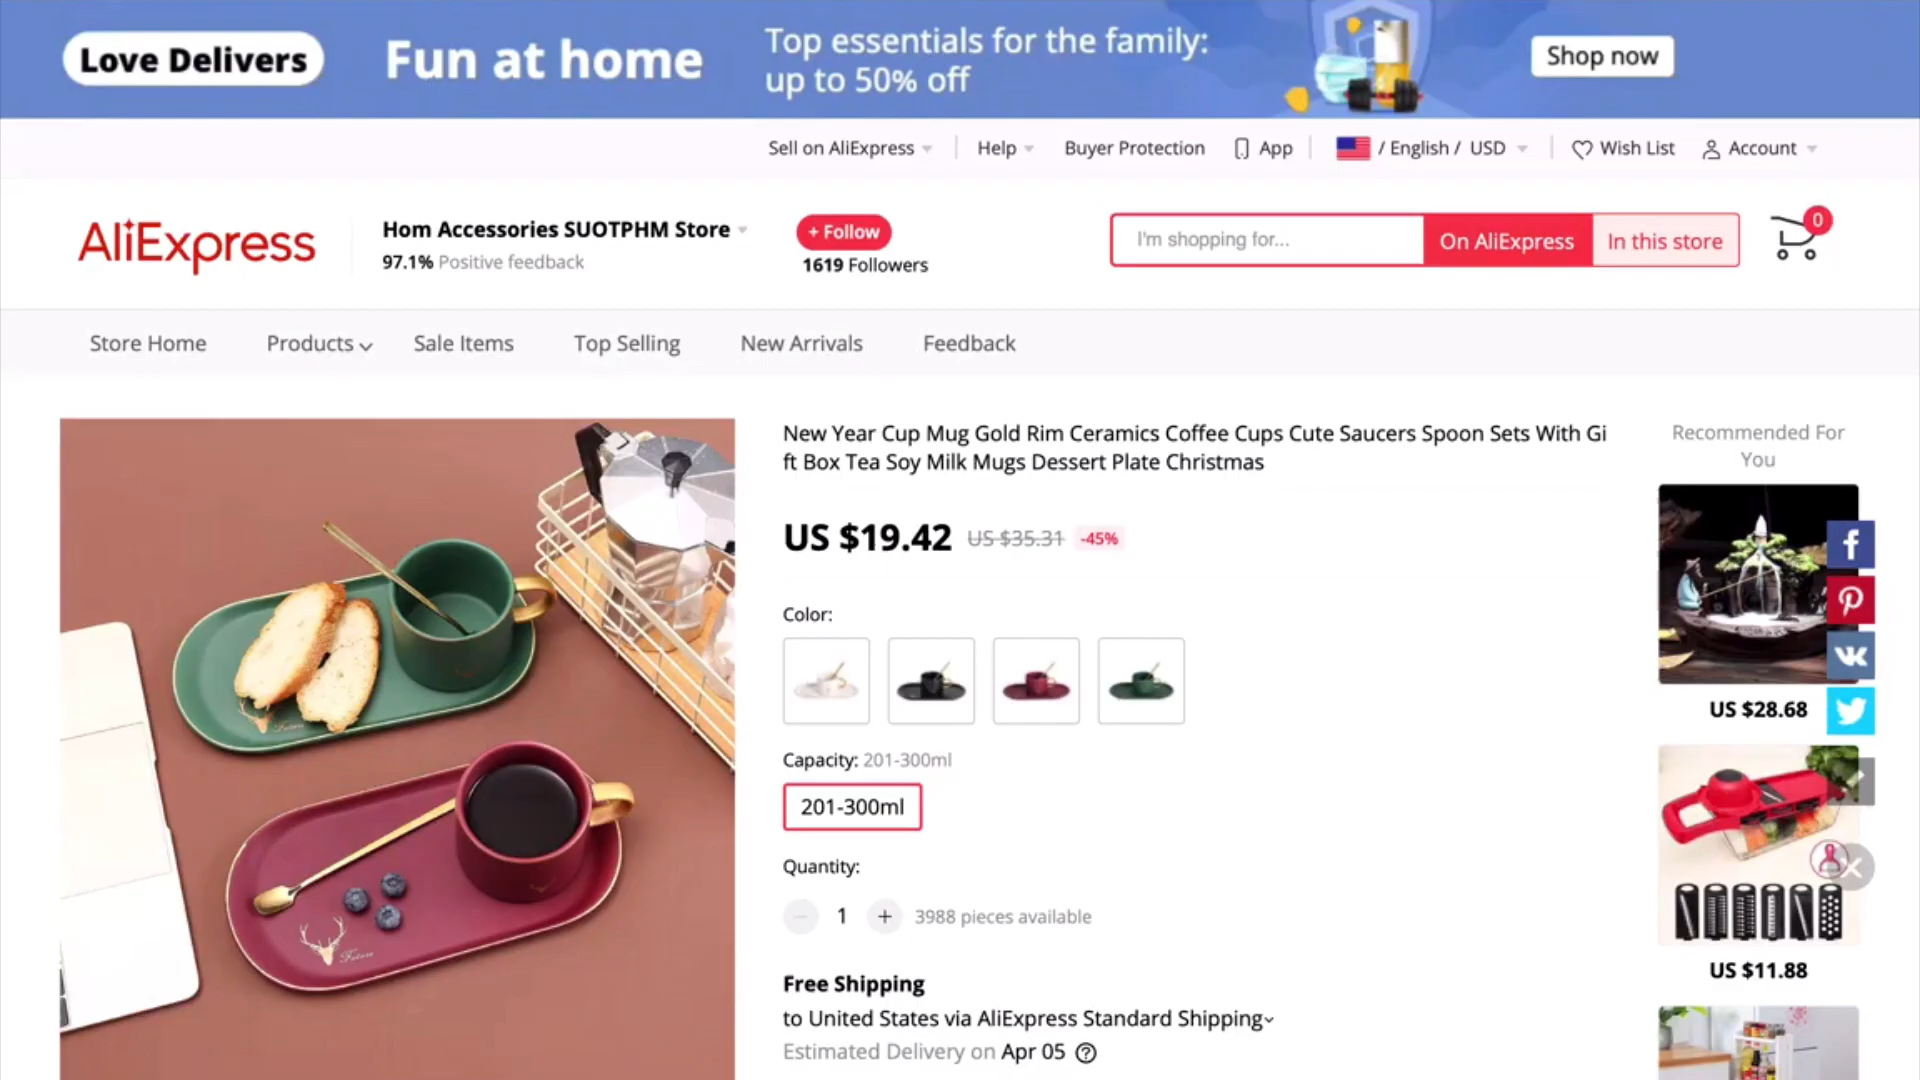 Love Delivers
Fun at home
Top essentials for the family:
up to 50% off
Shop now
Sell on AliExpress
Help
Buyer Protection
App
/ English / USD
Wish List
Account
AliExpress
Hom Accessories SUOTPHM Store
97.1% Positive feedback
+ Follow
1619 Followers
I'm shopping for...
On AliExpress
In this store
0
Store Home
Products
Sale Items
Top Selling
New Arrivals
Feedback
New Year Cup Mug Gold Rim Ceramics Coffee Cups Cute Saucers Spoon Sets With Gi
ft Box Tea Soy Milk Mugs Dessert Plate Christmas
US $19.42 US $35.31 -45%
Color:
Capacity: 201-300ml
201-300ml
Quantity:
1
+
3988 pieces available
Free Shipping
to United States via AliExpress Standard Shipping
Estimated Delivery on Apr 05
Recommended For
You
US $28.68
US $11.88